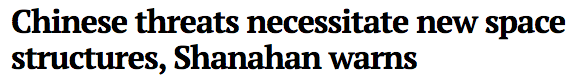 Chinese threats necessitate new space
structures, Shanahan warns